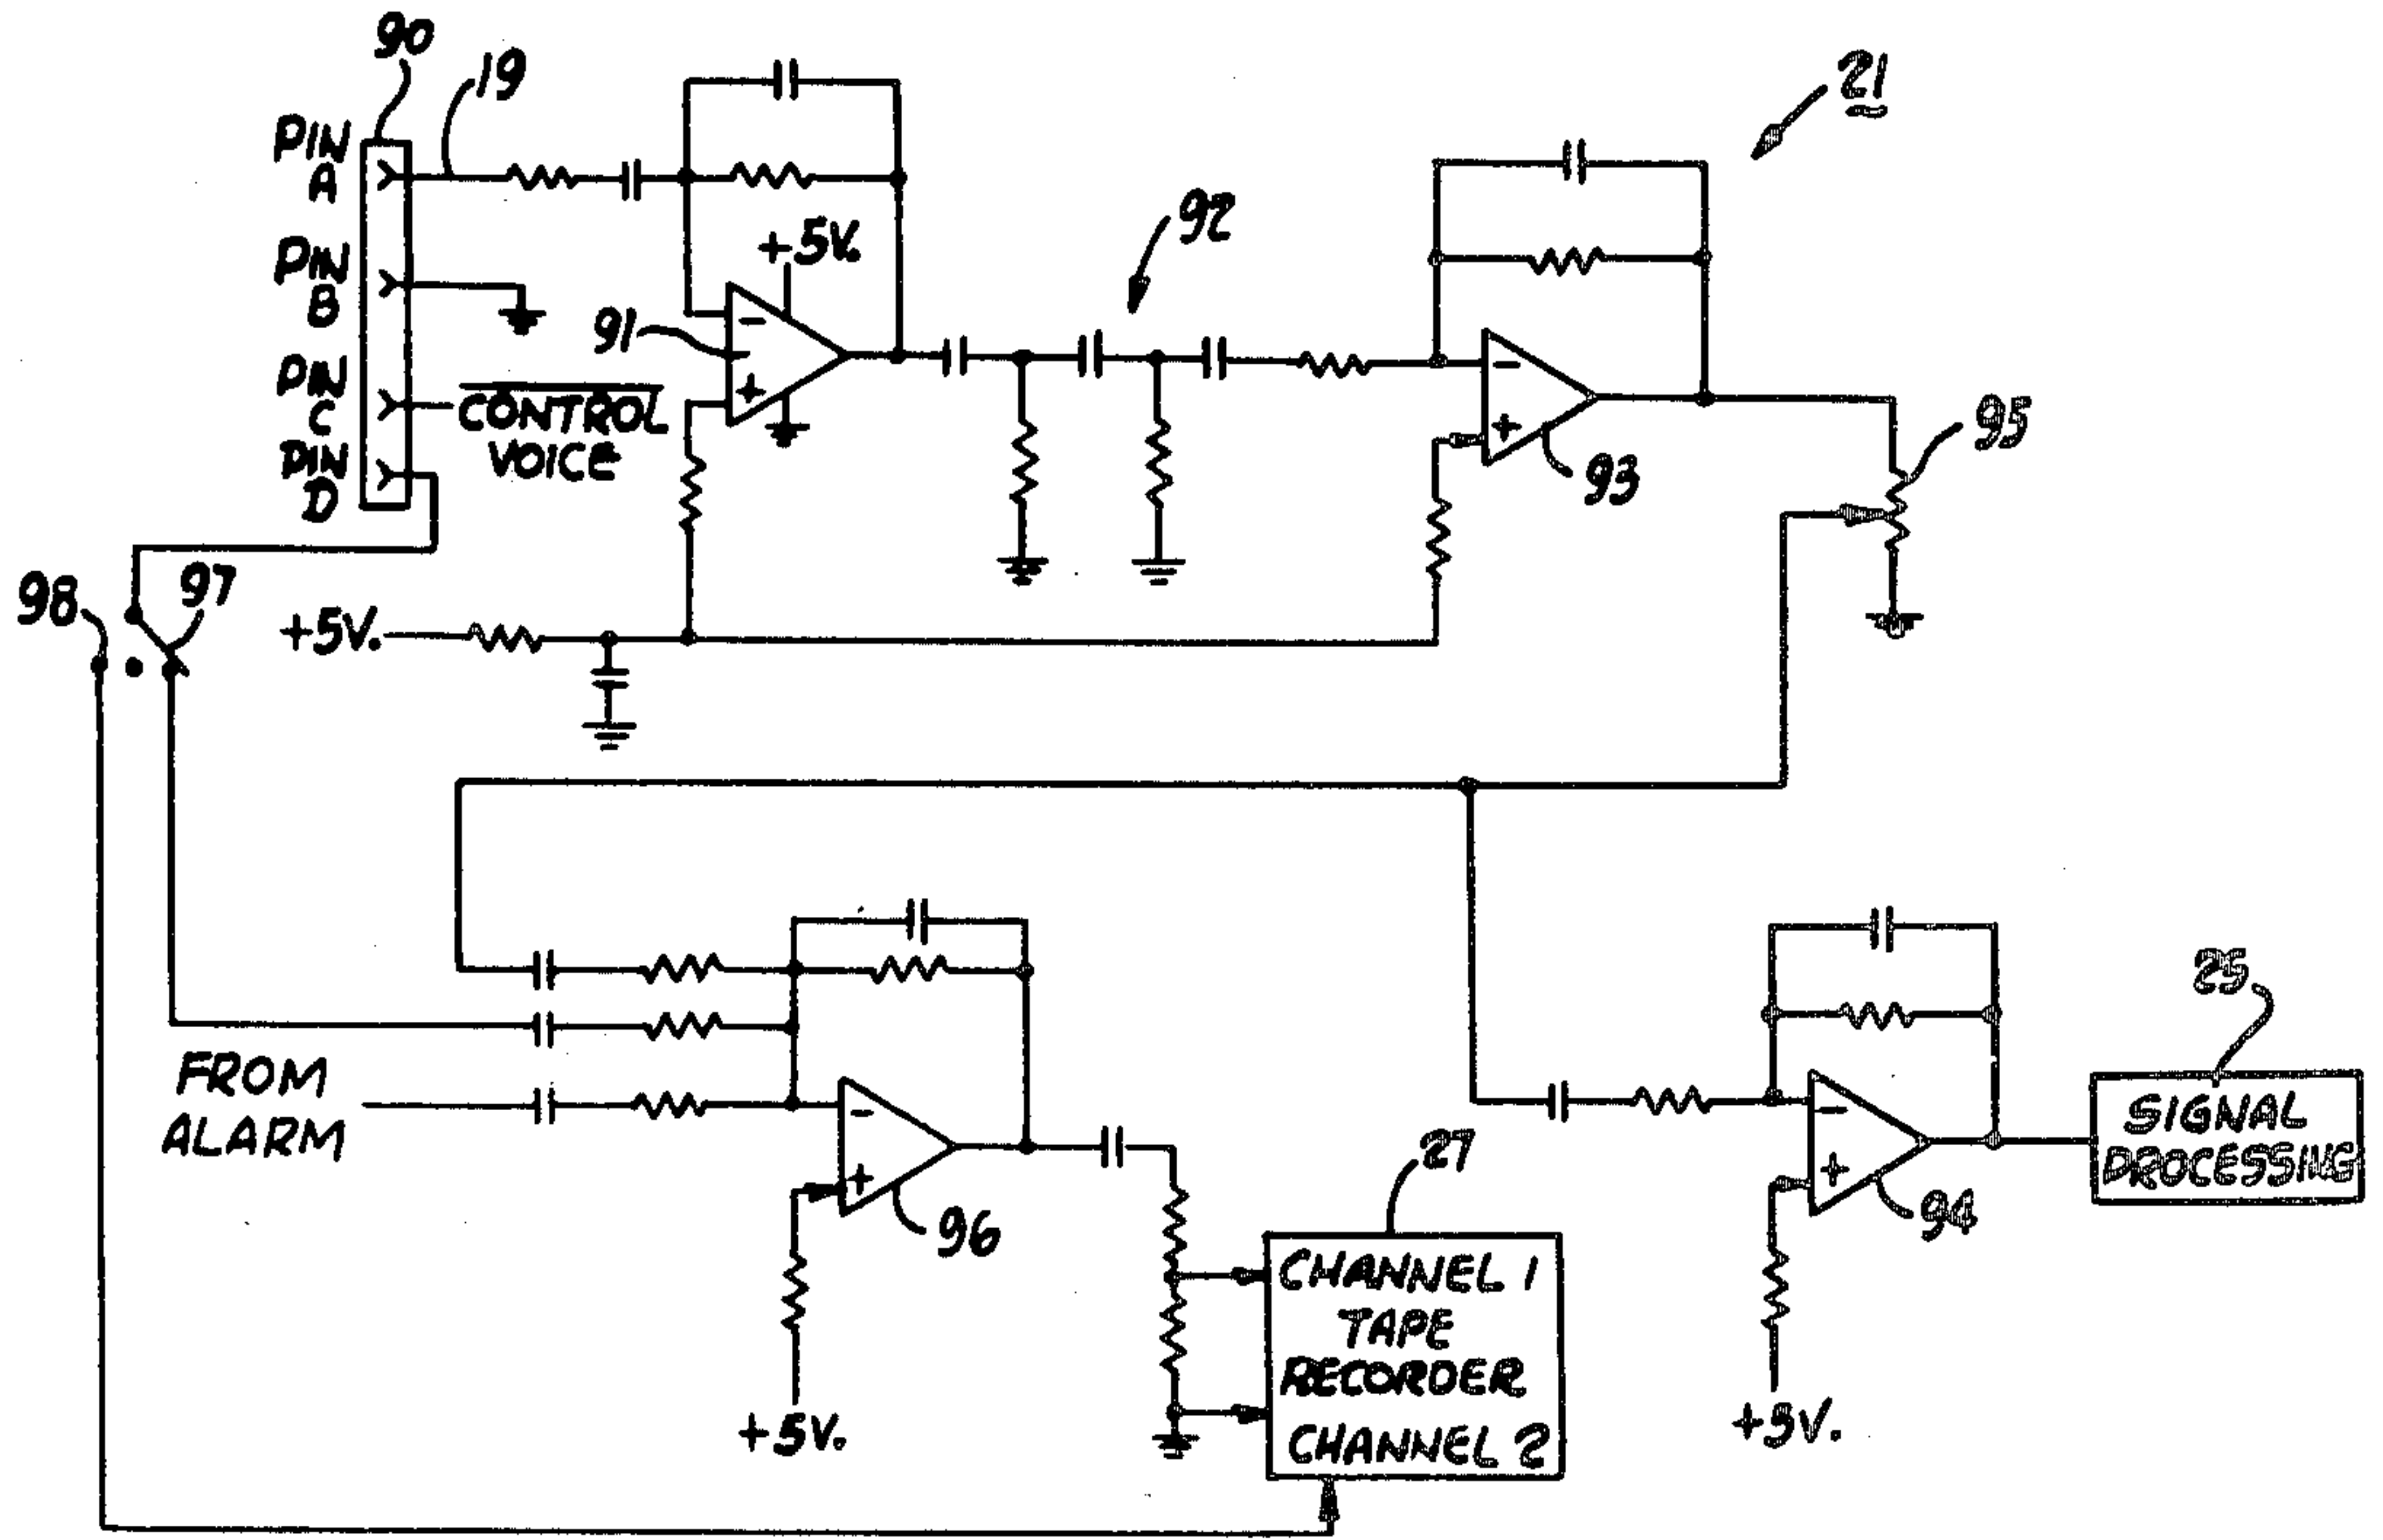 90
19
21
PIN
A
+5V.
92
PIN
B
91
-
+
PIN
C
CONTROL
VOICE
PIN
D
-
+
93
95
98
97
+5V.
FROM
ALARM
-
+
96
+5V.
27
CHANNEL 1
TAPE
RECORDER
CHANNEL 2
25
SIGNAL
PROCESSING
-
+
94
+5V.